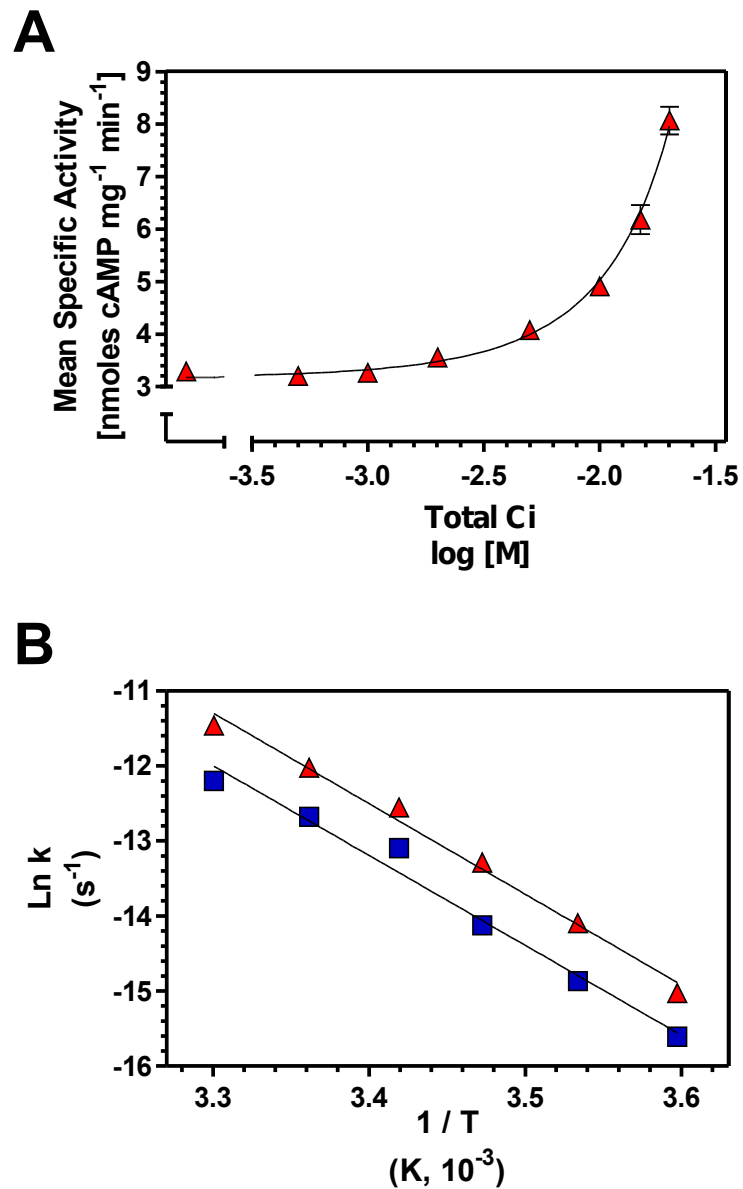 A
Mean Specific Activity
[nmoles cAMP mg-1 min-1]
9
8
7
6
5
4
3
-3.5 -3.0 -2.5 -2.0 -1.5
Total Ci
log [M]
B
Ln k
(s-1)
-11
-12
-13
-14
-15
-16
3.3 3.4 3.5 3.6
1 / T
(K, 10-3)